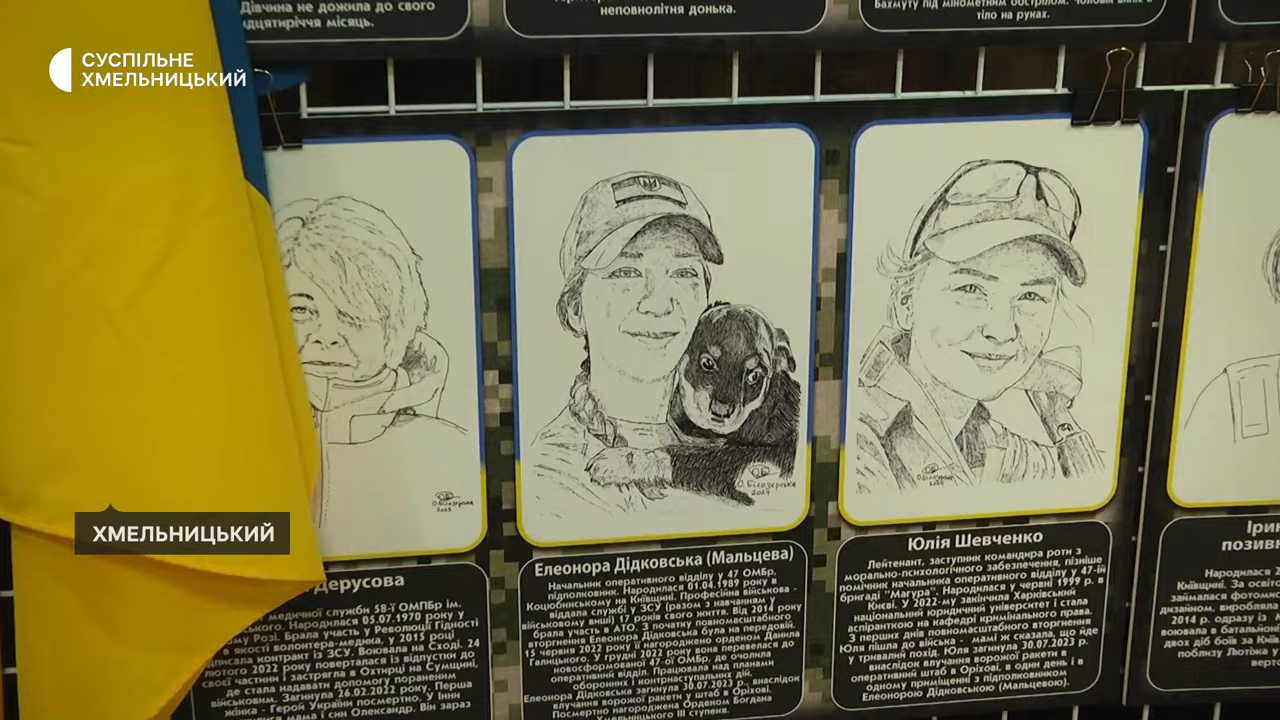 СУСПІЛЬНЕ
ХМЕЛЬНИЦЬКИЙ
Дівчина не дожила до свого
місяць.
неповнолітня донька.
Бахмуту під мінометним обстрілом. Чоловік
тіло на руках.
О. Білазерська
2024
ХМЕЛЬНИЦЬКИЙ
дерусова
медичної служби 58-ї ОМПБр ім.
Народилася 05.07.1970 року у
Розі. Брала участь у Революції Гідності
в якості волонтера-медика, у 2015 році
контракт із ЗСУ. Воювала на Сході. 24
лютого 2022 року поверталася із відпустки до
своєї частини і застрягла в Охтирці на Сумщині,
де стала надавати допомогу пораненим
військовим. Загинула 26.02.2022 року. Перша
жінка - Герой України посмертно. У Інни
мама і син Олександр. Він зараз
Елеонора Дідковська (Мальцева)
Начальник оперативного відділу у 47 ОМБр,
підполковник. Народилася 01.04.1989 року в
Коцюбинському на Київщині. Професійна військова -
віддала службі у ЗСУ (разом з навчанням у
військовому виші) 17 років свого життя. Від 2014 року
брала участь в АТО. З початку повномасштабного
вторгнення Елеонора Дідковська була на передовій.
15 червня 2022 року її нагороджено орденом Данила
Галицького. У грудні 2022 року вона перевелася до
новосформованої 47-ої ОМБр, де очолила
оперативний відділ. Працювала над планами
оборонних і контрнаступальних дій.
Елеонора Дідковська загинула 30.07.2023 р., внаслідок
влучання ворожої ракети у штаб в Оріхові.
Посмертно нагороджена Орденом Богдана
Хмельницького ІІІ ступеня.
Юлія Шевченко
Лейтенант, заступник командира роти з
морально-психологічного забезпечення, пізніше
помічник начальника оперативного відділу у 47-ій
бригаді "Магура". Народилася у червні 1999 р. в
Києві. У 2022-му закінчила Харківський
національний юридичний університет і стала
аспіранткою на кафедрі кримінального права.
З перших днів повномасштабного вторгнення
Юля пішла до війська - мамі ж сказала, що йде
у тривалий похід. Юля загинула 30.07.2023 р.
внаслідок влучання ворожої ракети в
оперативний штаб в Оріхові, в один день і в
одному приміщенні з підполковником
Елеонорою Дідковською (Мальцевою).
Ірин
позивн
Народилася 2
Київщині. За освіто
займалася фотомис
дизайном, виробляла
2014 р. одразу із
воювала в батальйоні
двох діб боїв за Київ
поблизу Лютіжа у
верто